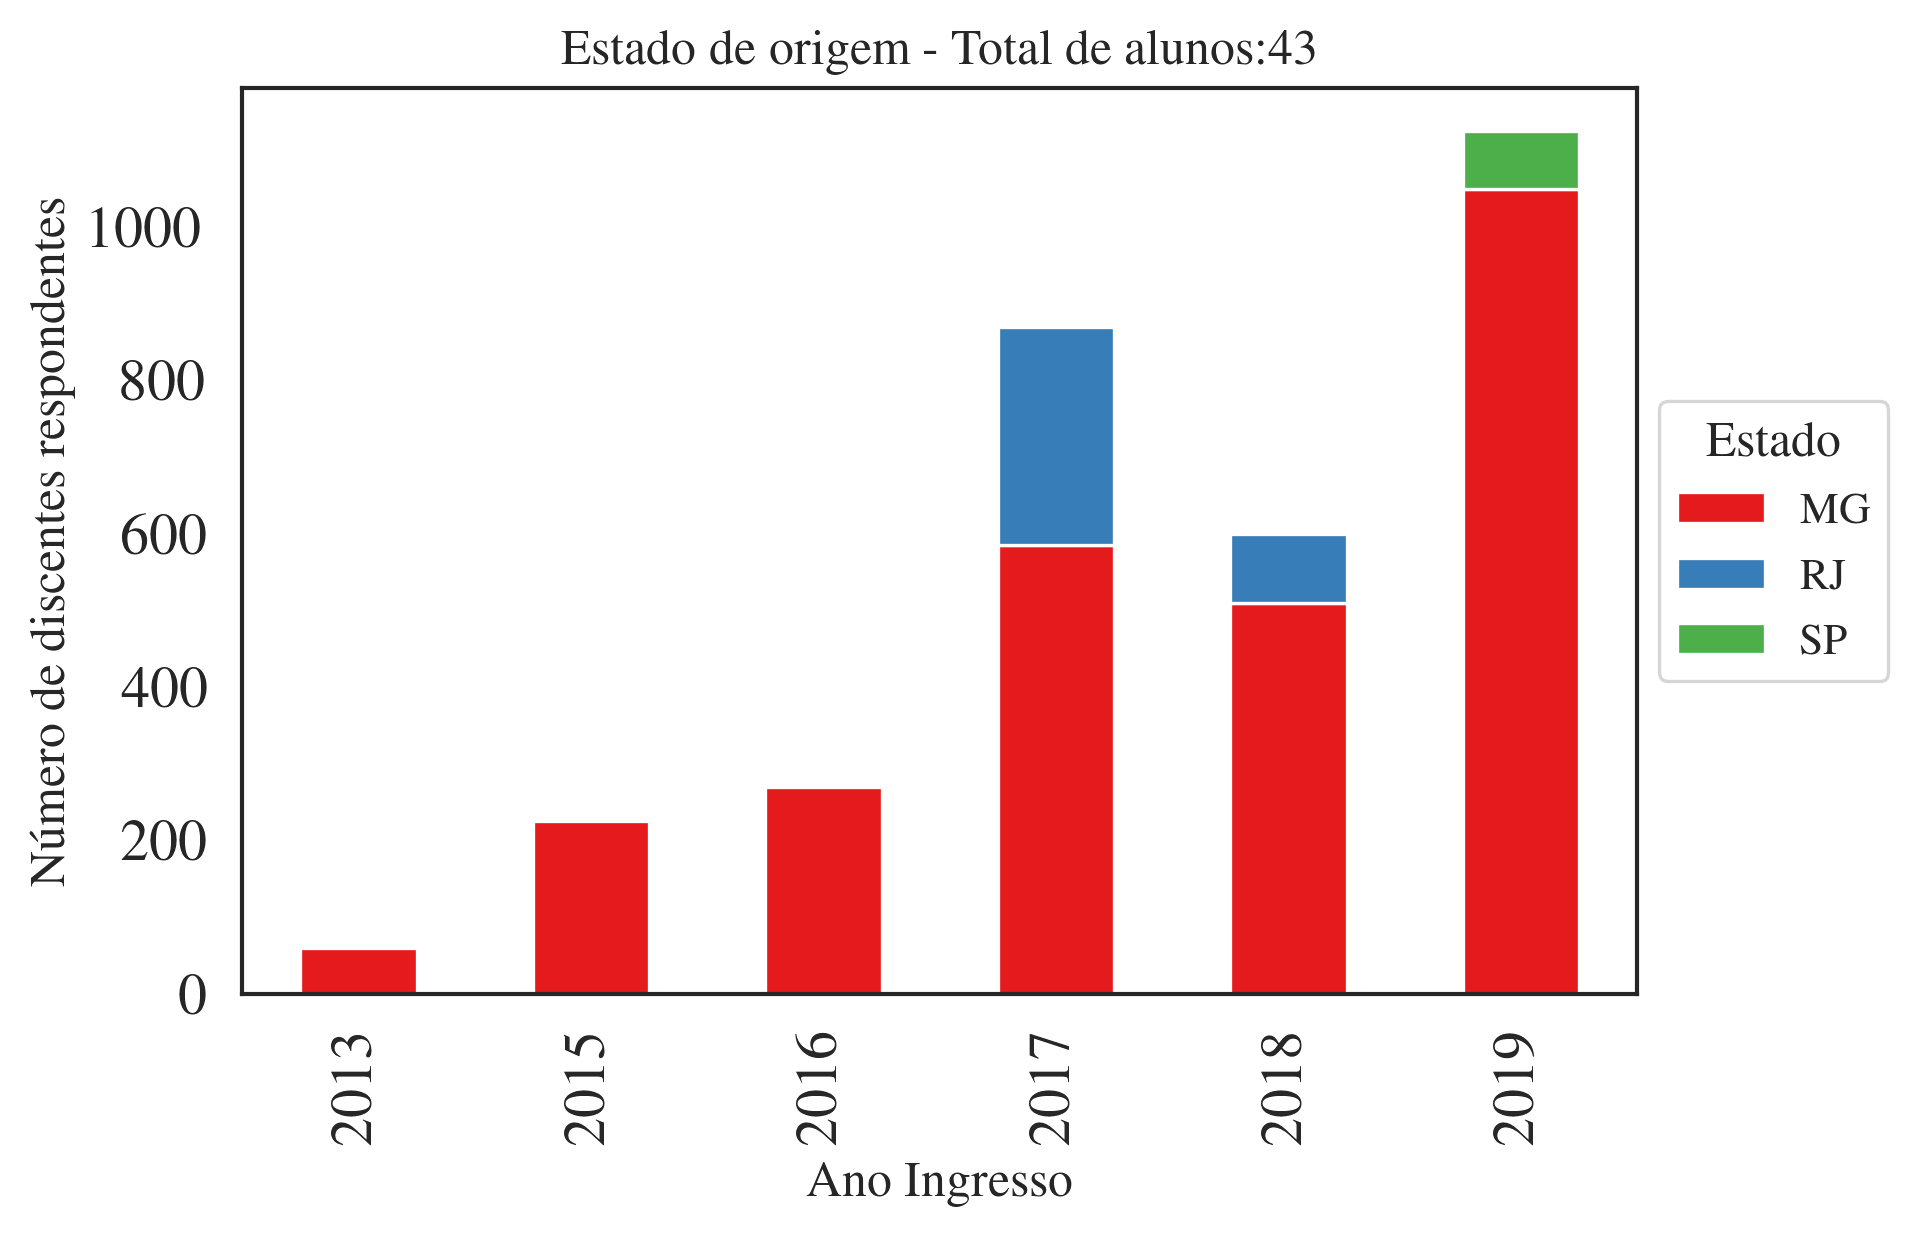 Estado de origem - Total de alunos:43
Número de discentes respondentes
1000
800
600
400
200
0
2013
2015
2016
2017
2018
2019
Ano Ingresso
Estado
MG
RJ
SP